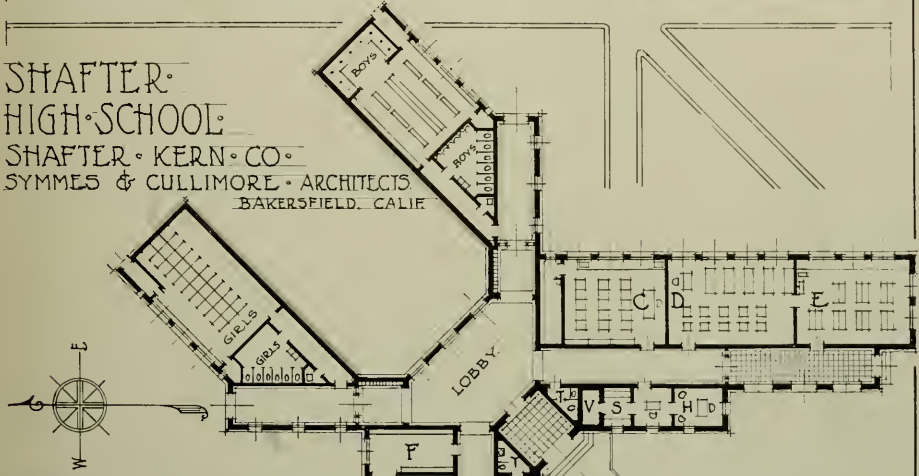 SHAFTER·
HIGH·SCHOOL·
SHAFTER·KERN·CO·
SYMMES & CULLIMORE·ARCHITECTS.
BAKERSFIELD. CALIF.
BOYS
BOYS
GIRLS
GIRLS
LOBBY
C
D
E
T.
V
S
H
F
T
E
W